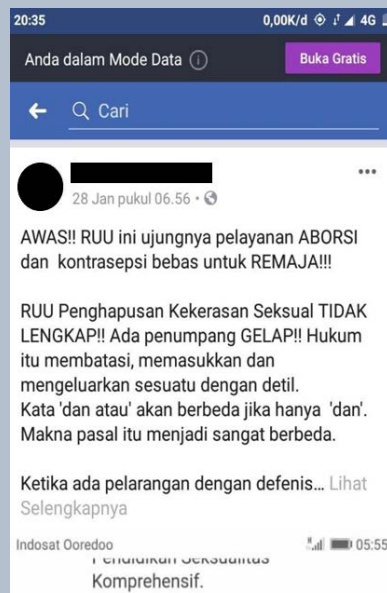 20:35 0,00K/d 4G
Anda dalam Mode Data Buka Gratis
Cari
28 Jan pukul 06.56
AWAS!! RUU ini ujungnya pelayanan ABORSI
dan kontrasepsi bebas untuk REMAJA!!!
RUU Penghapusan Kekerasan Seksual TIDAK
LENGKAP!! Ada penumpang GELAP!! Hukum
itu membatasi, memasukkan dan
mengeluarkan sesuatu dengan detil.
Kata 'dan atau' akan berbeda jika hanya 'dan'.
Makna pasal itu menjadi sangat berbeda.
Ketika ada pelarangan dengan defenis... Lihat
Selengkapnya
Indosat Ooredoo 05:55
Pendidikan Seksualitas
Komprehensif.